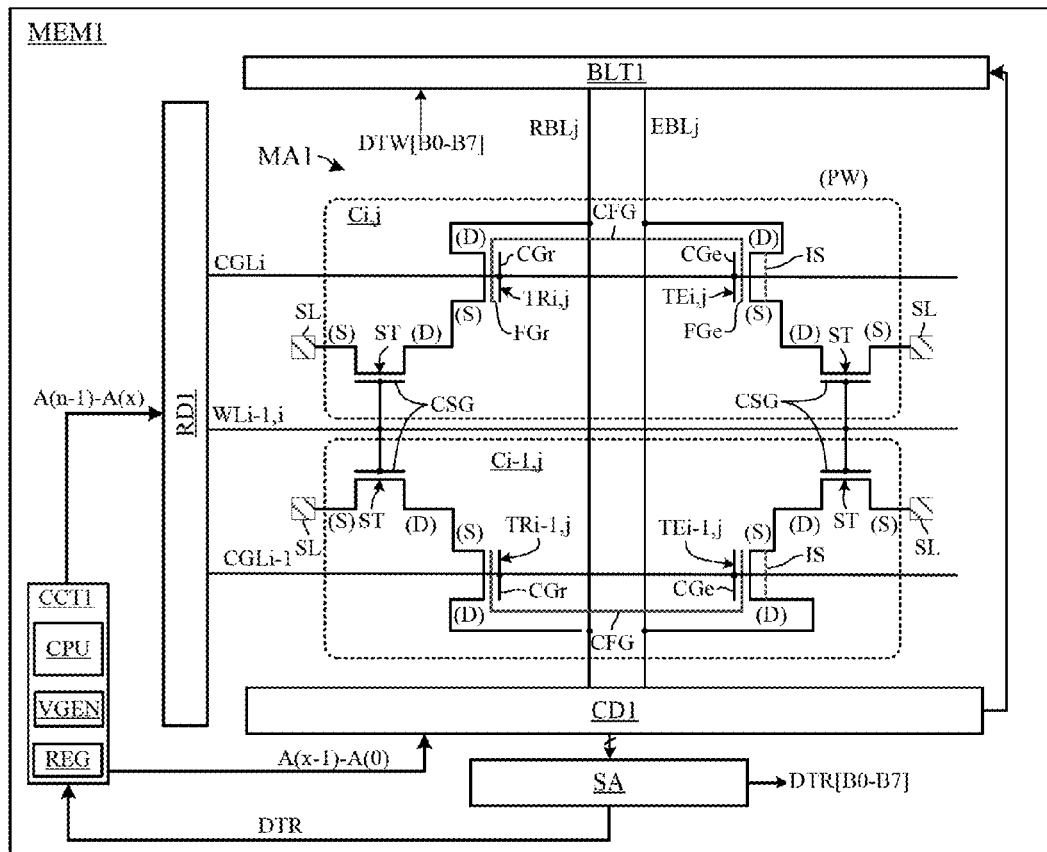 MEM1
BLT1
RBLj EBLj
DTW[B0-B7]
MA1
(PW)
Ci,j
CFG
(D) (D)
CGr CGe IS
CGLi
TRi,j TEi,j
(S) (S)
SL FGr FGe SL
(S) ST (D) (D) ST (S)
A(n-1)-A(x)
RD1
CSG CSG
WLi-1,i
Ci-1,j
(S) ST (D) (S) TRi-1,j TEi-1,j (S) (D) ST (S)
SL SL
CGLi-1
IS
CGr CGe
(D) (D)
CFG
CCT1
CPU
VGEN
REG
CD1
A(x-1)-A(0)
SA
DTR[B0-B7]
DTR